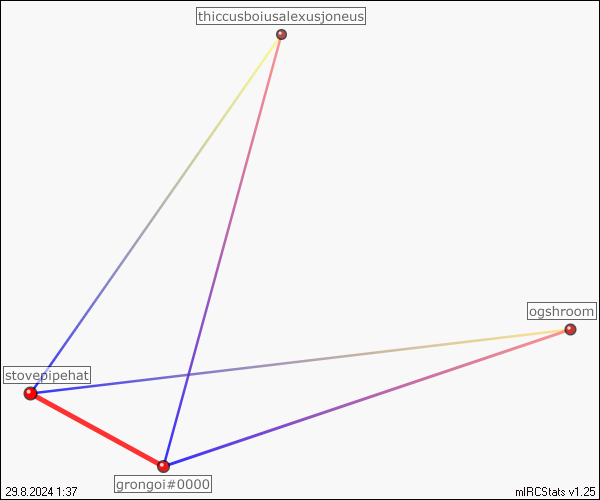 thiccusboiusalexusjoneus
ogshroom
stovepipehat
grongoi#0000
29.8.2024 1:37
mIRCStats v1.25